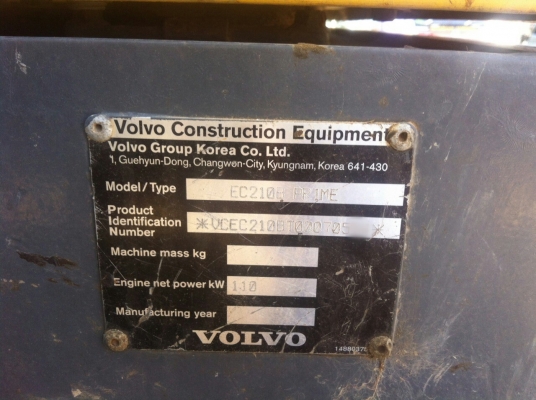 Volvo Construction Equipment
Volvo Group Korea Co. Ltd.
1, Guehyun-Dong, Changwen-City, Kyungnam, Korea 641-430
Model/Type
Product
Identification
Number
Machine mass kg
Engine net power kW 110
Manufacturing year
VOLVO